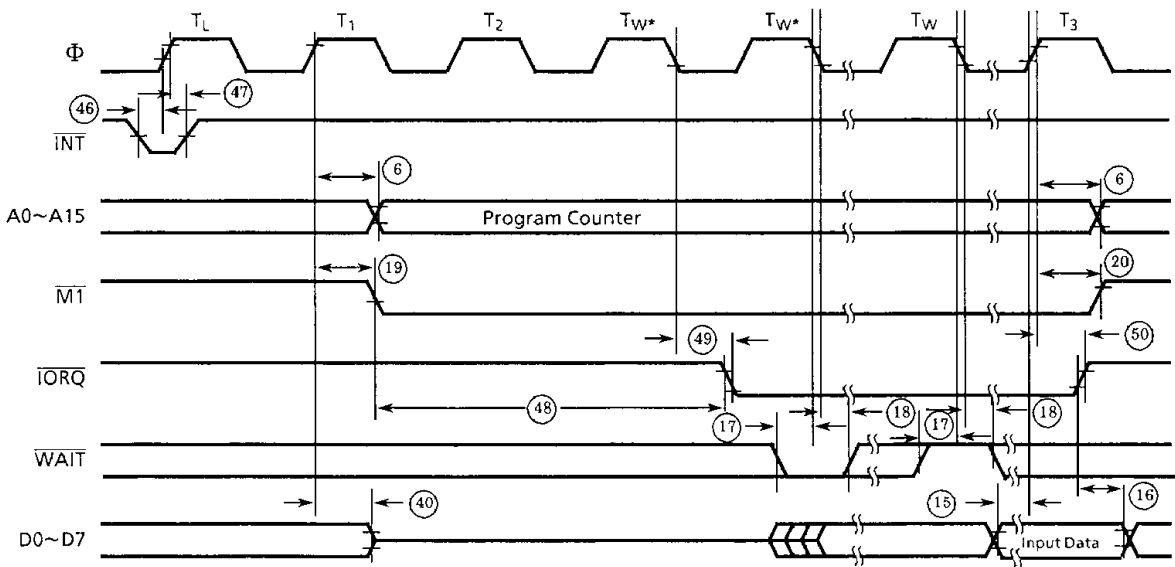 TL T1 T2 TW* TW* TW T3
Φ
46 47
INT
6 6
A0~A15 Program Counter
19 20
M1
49 50
IORQ
48 18 18
17 17
WAIT
15 16
40
D0~D7 Input Data